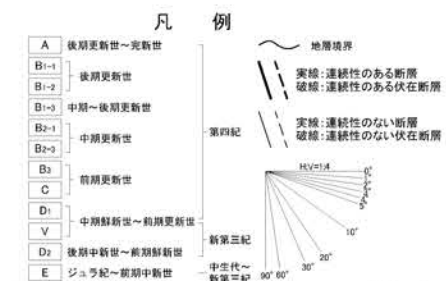 凡 例
A 後期更新世～完新世
B1-1
後期更新世
B1-2
B1-3 中期～後期更新世
B2-1
中期更新世
B2-3
B3
前期更新世
C
D1
中期鮮新世～前期更新世
V
D2 後期中新世～前期鮮新世
E ジュラ紀～前期中新世
第四紀
新第三紀
中生代～
新第三紀
地層境界
実線:連続性のある断層
破線:連続性のある伏在断層
実線:連続性のない断層
破線:連続性のない伏在断層
H:V=1:4
0°
1°
2°
3°
4°
5°
10°
20°
30°
60°
90°